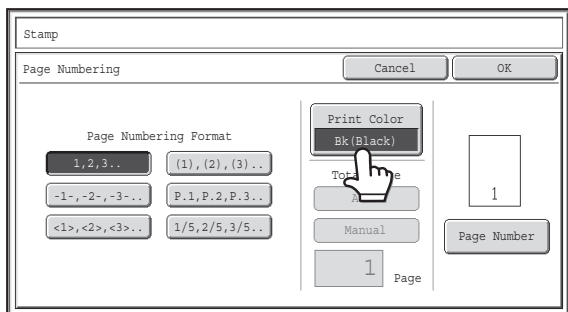 Stamp
Page Numbering
Cancel
OK
Page Numbering Format
1,2,3..
(1),(2),(3)..
-1-,-2-,-3-..
P.1,P.2,P.3..
<1>,<2>,<3>..
1/5,2/5,3/5..
Print Color
Bk(Black)
Manual
1
Page
1
Page Number